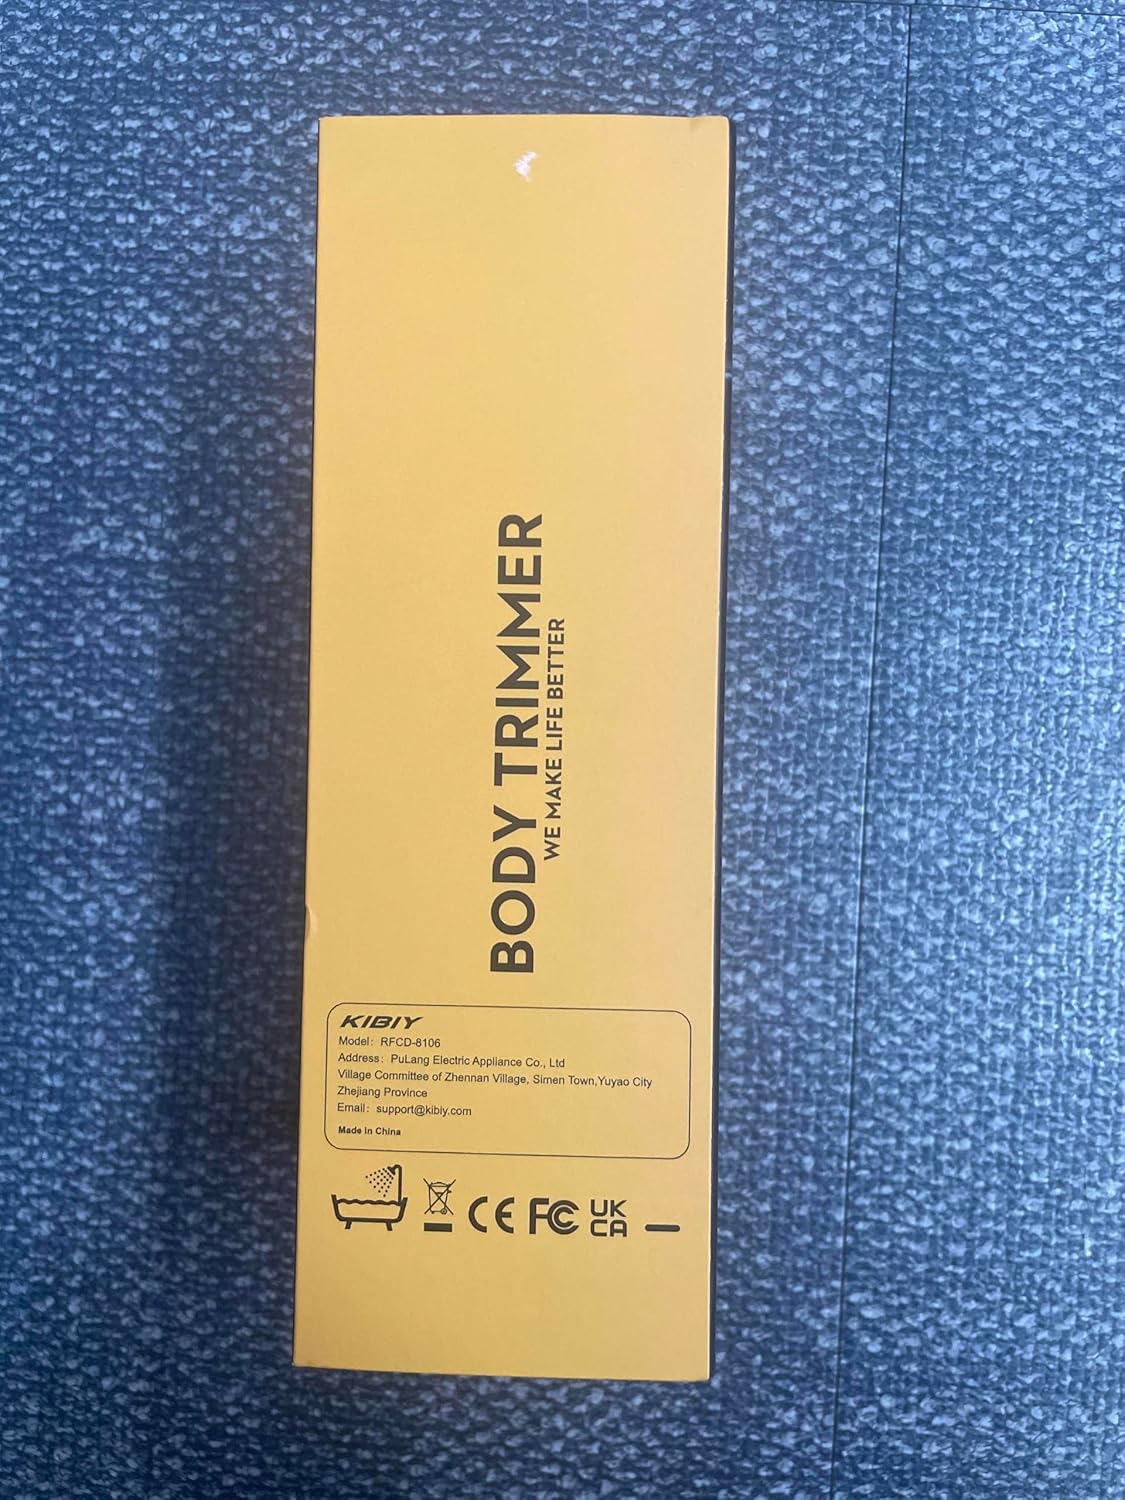 BODY TRIMMER
WE MAKE LIFE BETTER
KIBIY
Model: RFCD-8106
Address: PuLang Electric Appliance Co., Ltd
Village Committee of Zhennan Village, Simen Town,Yuyao City
Zhejiang Province
Email: support@kibiy.com
Made in China
CE FC UK
CA